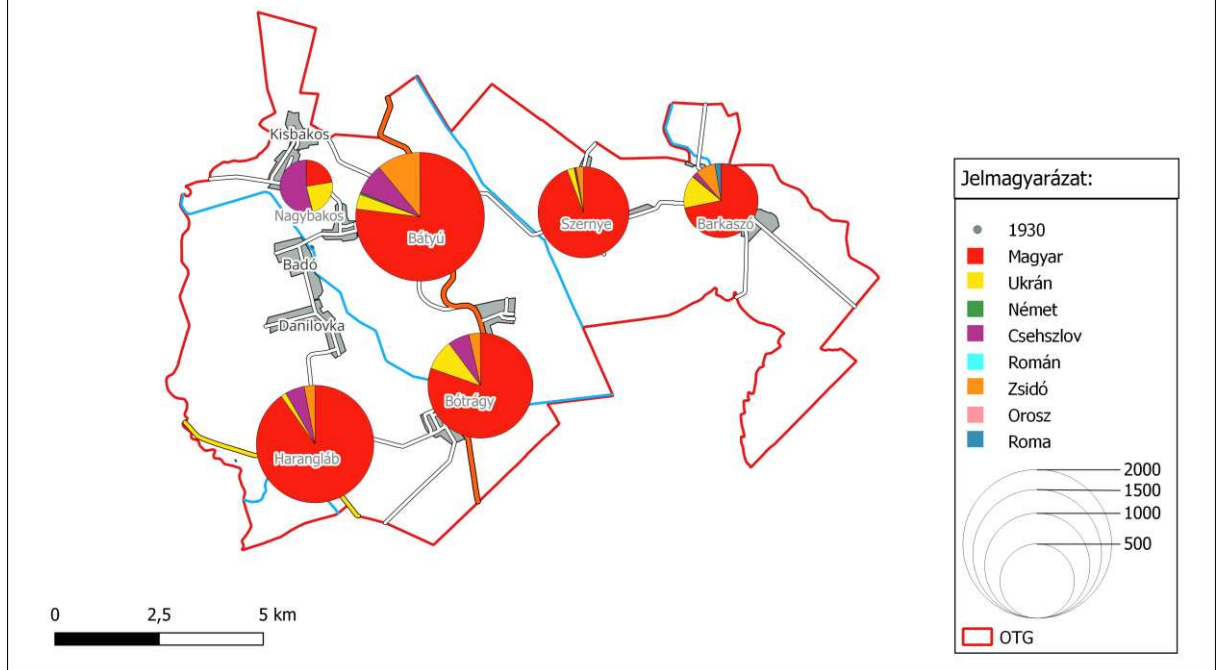 Kisbakos
Nagybakos
Bátyú
Szernye
Barkaszó
Badó
Danilovka
Bótrágy
Harangláb
0 2,5 5 km
Jelmagyarázat:
1930
Magyar
Ukrán
Német
Csehszlov
Román
Zsidó
Orosz
Roma
2000
1500
1000
500
OTG